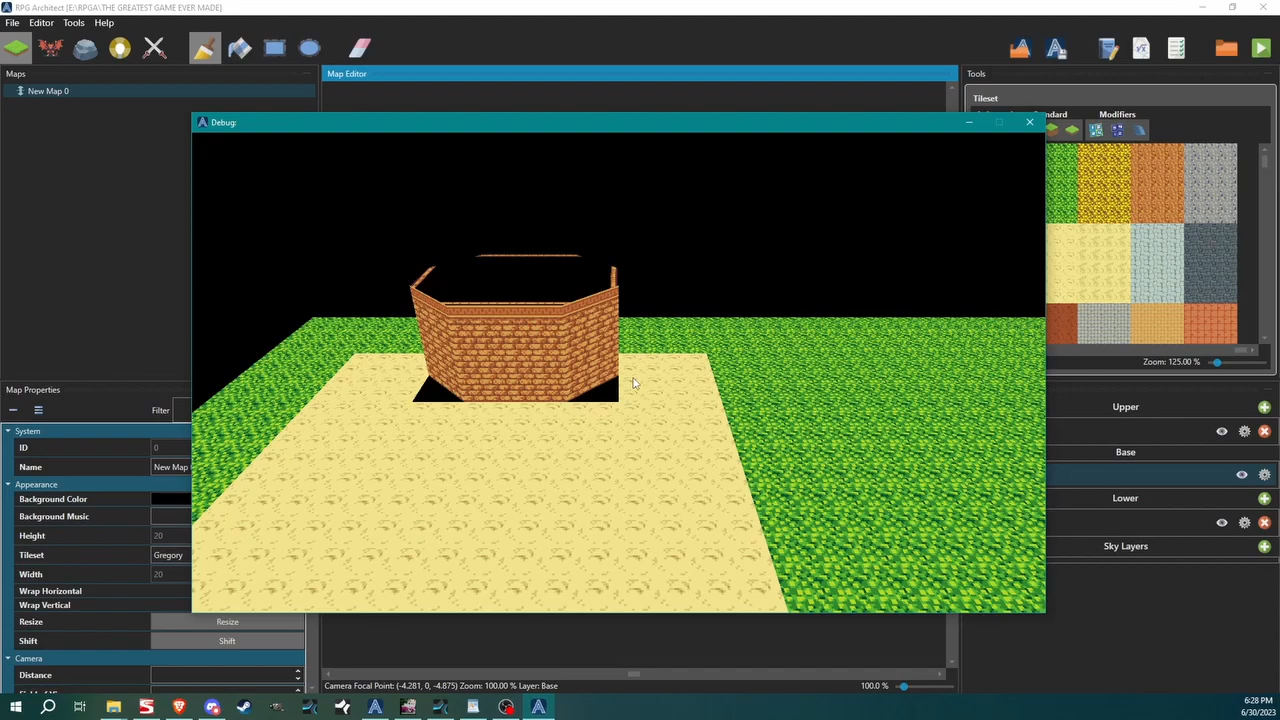 RPG Architect [E:\RPGA\THE GREATEST GAME EVER MADE]
File Editor Tools Help
Maps
New Map 0
Map Editor
Tools
Tileset
Modifiers
Debug:
Zoom: 125.00 %
Map Properties
Filter
System
ID 0
Name New Map
Appearance
Background Color
Background Music
Height 20
Tileset Gregory
Width 20
Wrap Horizontal
Wrap Vertical
Resize Resize
Shift Shift
Camera
Distance
Upper
Base
Lower
Sky Layers
Camera Focal Point: (-4.281, 0, -4.875) Zoom: 100.00 % Layer: Base
100.0 %
6:28 PM
6/30/2023